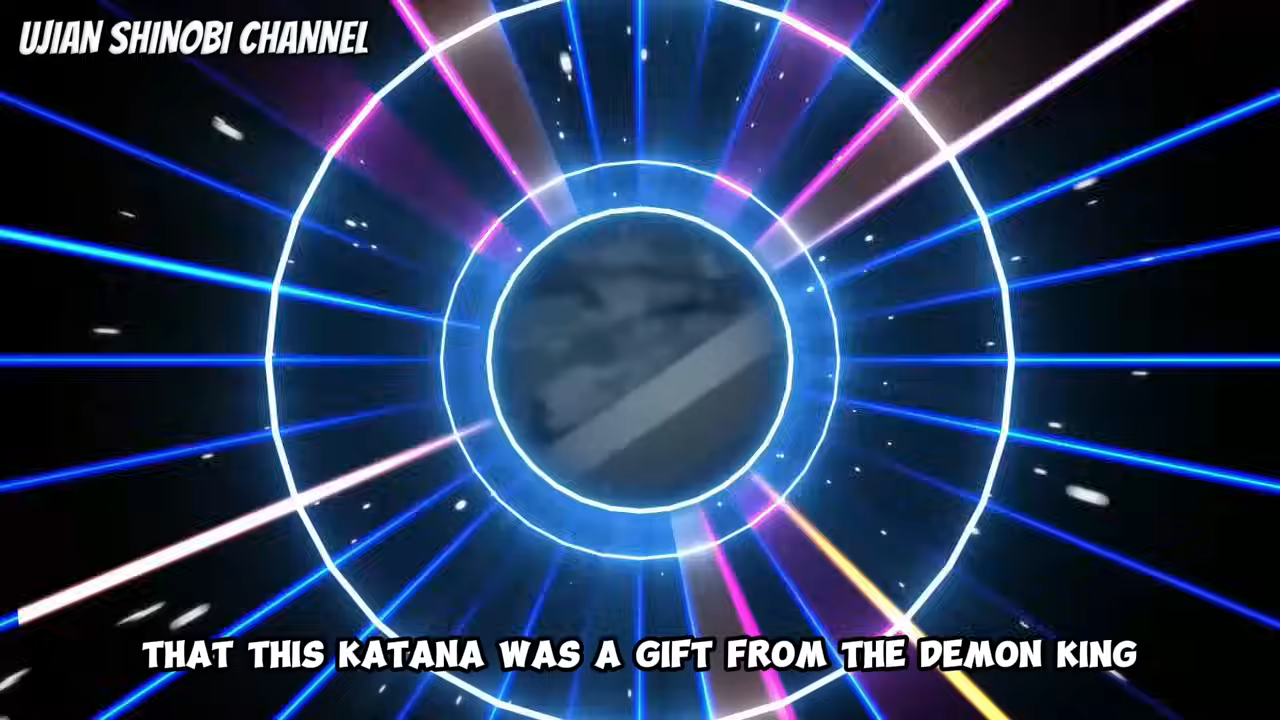 UJIAN SHINOBI CHANNEL
THAT THIS KATANA WAS A GIFT FROM THE DEMON KING